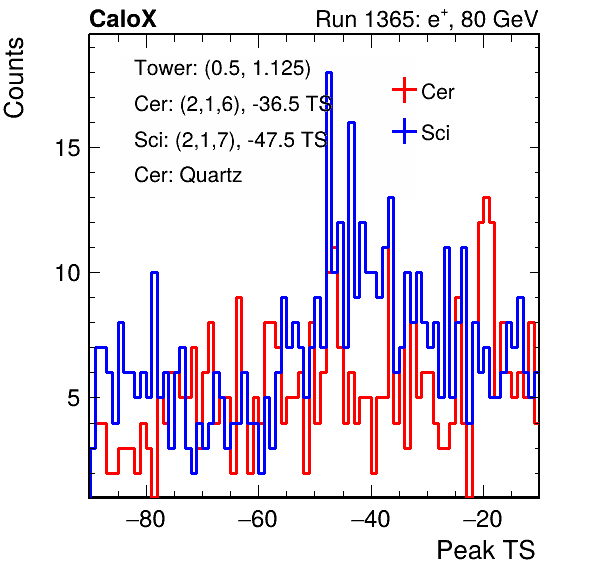 CaloX Run 1365: e⁺, 80 GeV
Counts
Tower: (0.5, 1.125)
Cer: (2,1,6), -36.5 TS
Sci: (2,1,7), -47.5 TS
Cer: Quartz
Cer
Sci
15
10
5
−80 −60 −40 −20
Peak TS